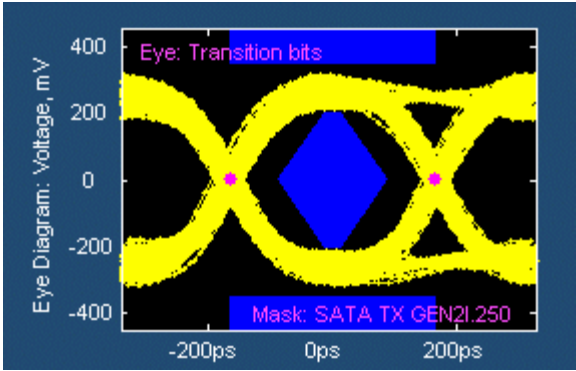 Eye: Transition bits
Eye Diagram: Voltage, mV
400
200
0
-200
-400
Mask: SATA TX GEN2I.250
-200ps
0ps
200ps